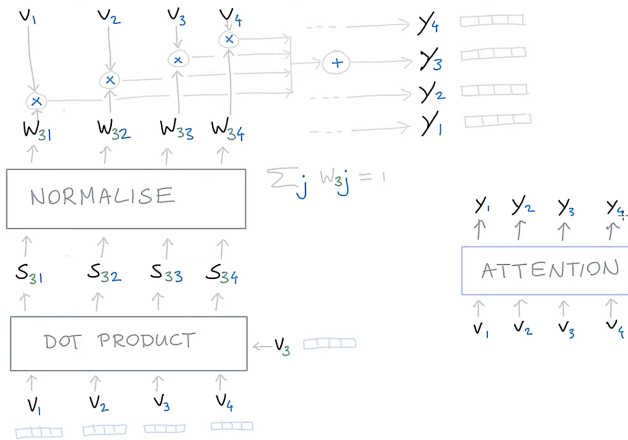 V1 V2 V3 V4
x x x x
+
y4
y3
y2
y1
W31 W32 W33 W34
NORMALISE
∑j W3j = 1
S31 S32 S33 S34
DOT PRODUCT
V3
V1 V2 V3 V4
y1 y2 y3 y4
ATTENTION
V1 V2 V3 V4